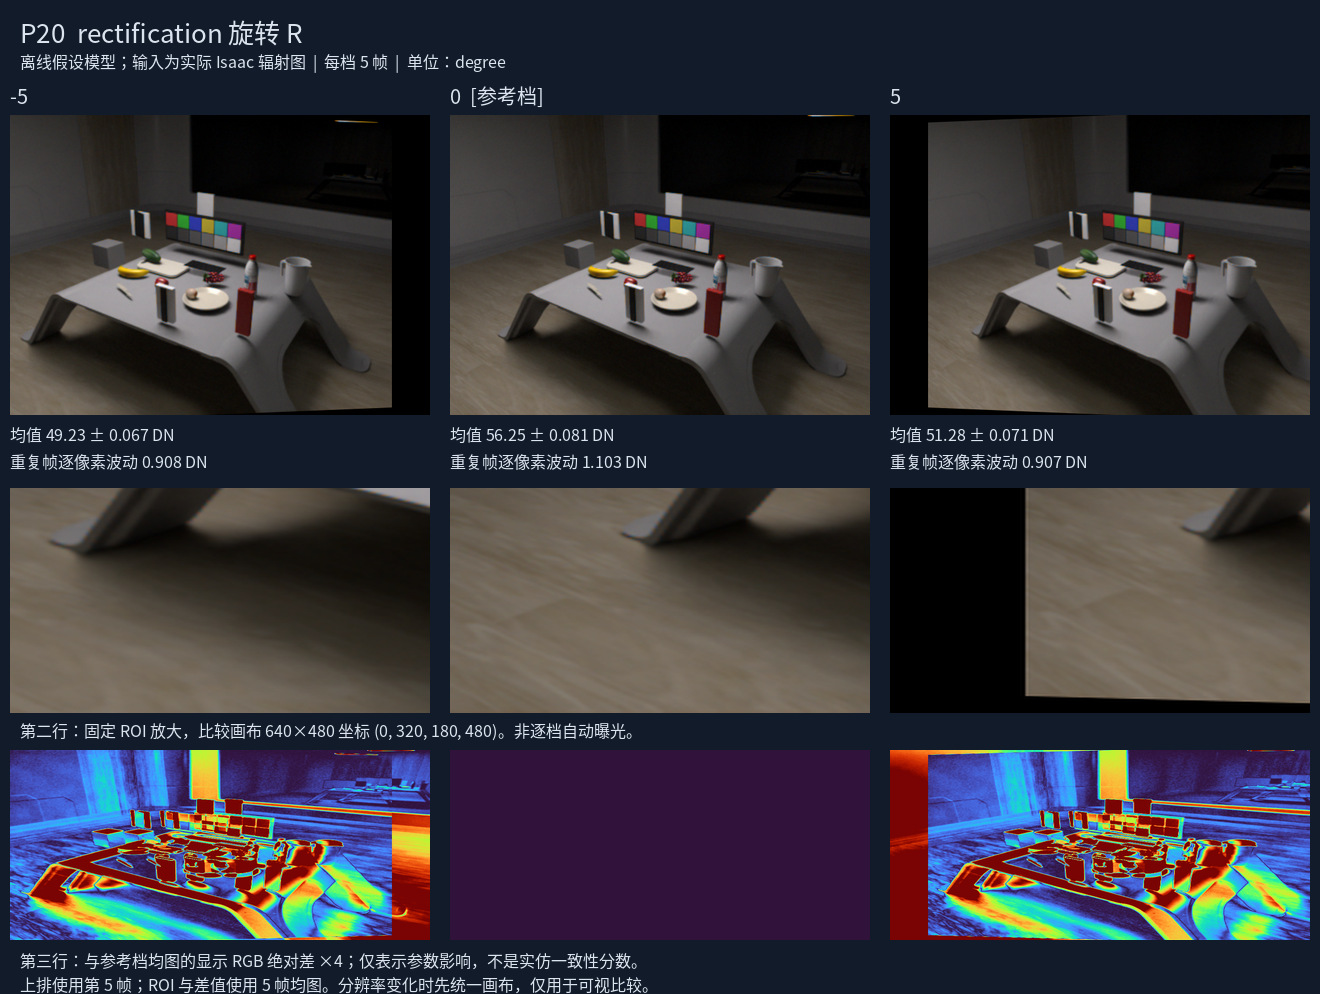 P20 rectification 旋转 R
离线假设模型；输入为实际 Isaac 辐射图 | 每档 5 帧 | 单位：degree
-5
0 [参考档]
5
均值 49.23 ± 0.067 DN
重复帧逐像素波动 0.908 DN
均值 56.25 ± 0.081 DN
重复帧逐像素波动 1.103 DN
均值 51.28 ± 0.071 DN
重复帧逐像素波动 0.907 DN
第二行：固定 ROI 放大，比较画布 640×480 坐标 (0, 320, 180, 480)。非逐档自动曝光。
第三行：与参考档均图的显示 RGB 绝对差 ×4；仅表示参数影响，不是实仿一致性分数。
上排使用第 5 帧；ROI 与差值使用 5 帧均图。分辨率变化时先统一画布，仅用于可视比较。